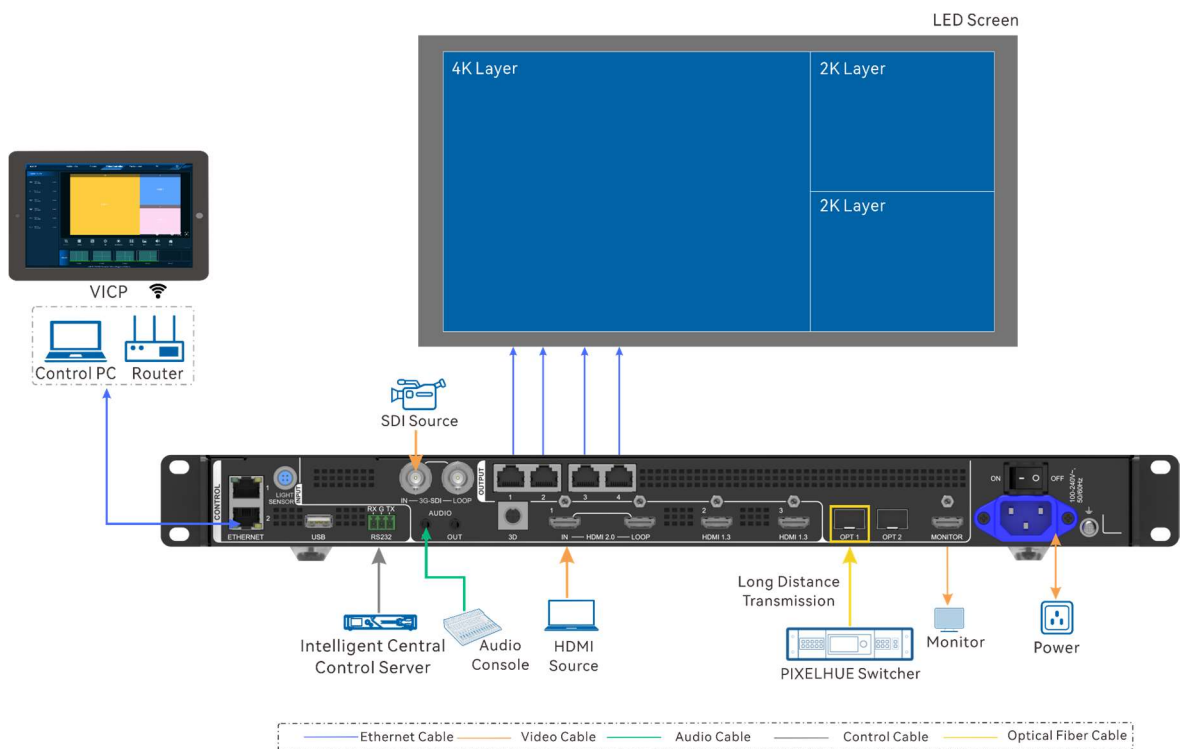 LED Screen
4K Layer
2K Layer
2K Layer
VICP
Control PC Router
SDI Source
CONTROL
1
2
ETHERNET
LIGHT
SENSOR
INPUT
USB
RX G TX
RS232
IN 3G-SDI LOOP
AUDIO
OUT
OUTPUT
1 2 3 4
3D
1
IN HDMI 2.0 LOOP
2
HDMI 1.3
3
HDMI 1.3
OPT 1
OPT 2
MONITOR
ON
OFF
100-240V~,
50/60Hz
Intelligent Central
Control Server
Audio
Console
HDMI
Source
Long Distance
Transmission
PIXELHUE Switcher
Monitor
Power
Ethernet Cable Video Cable Audio Cable Control Cable Optical Fiber Cable